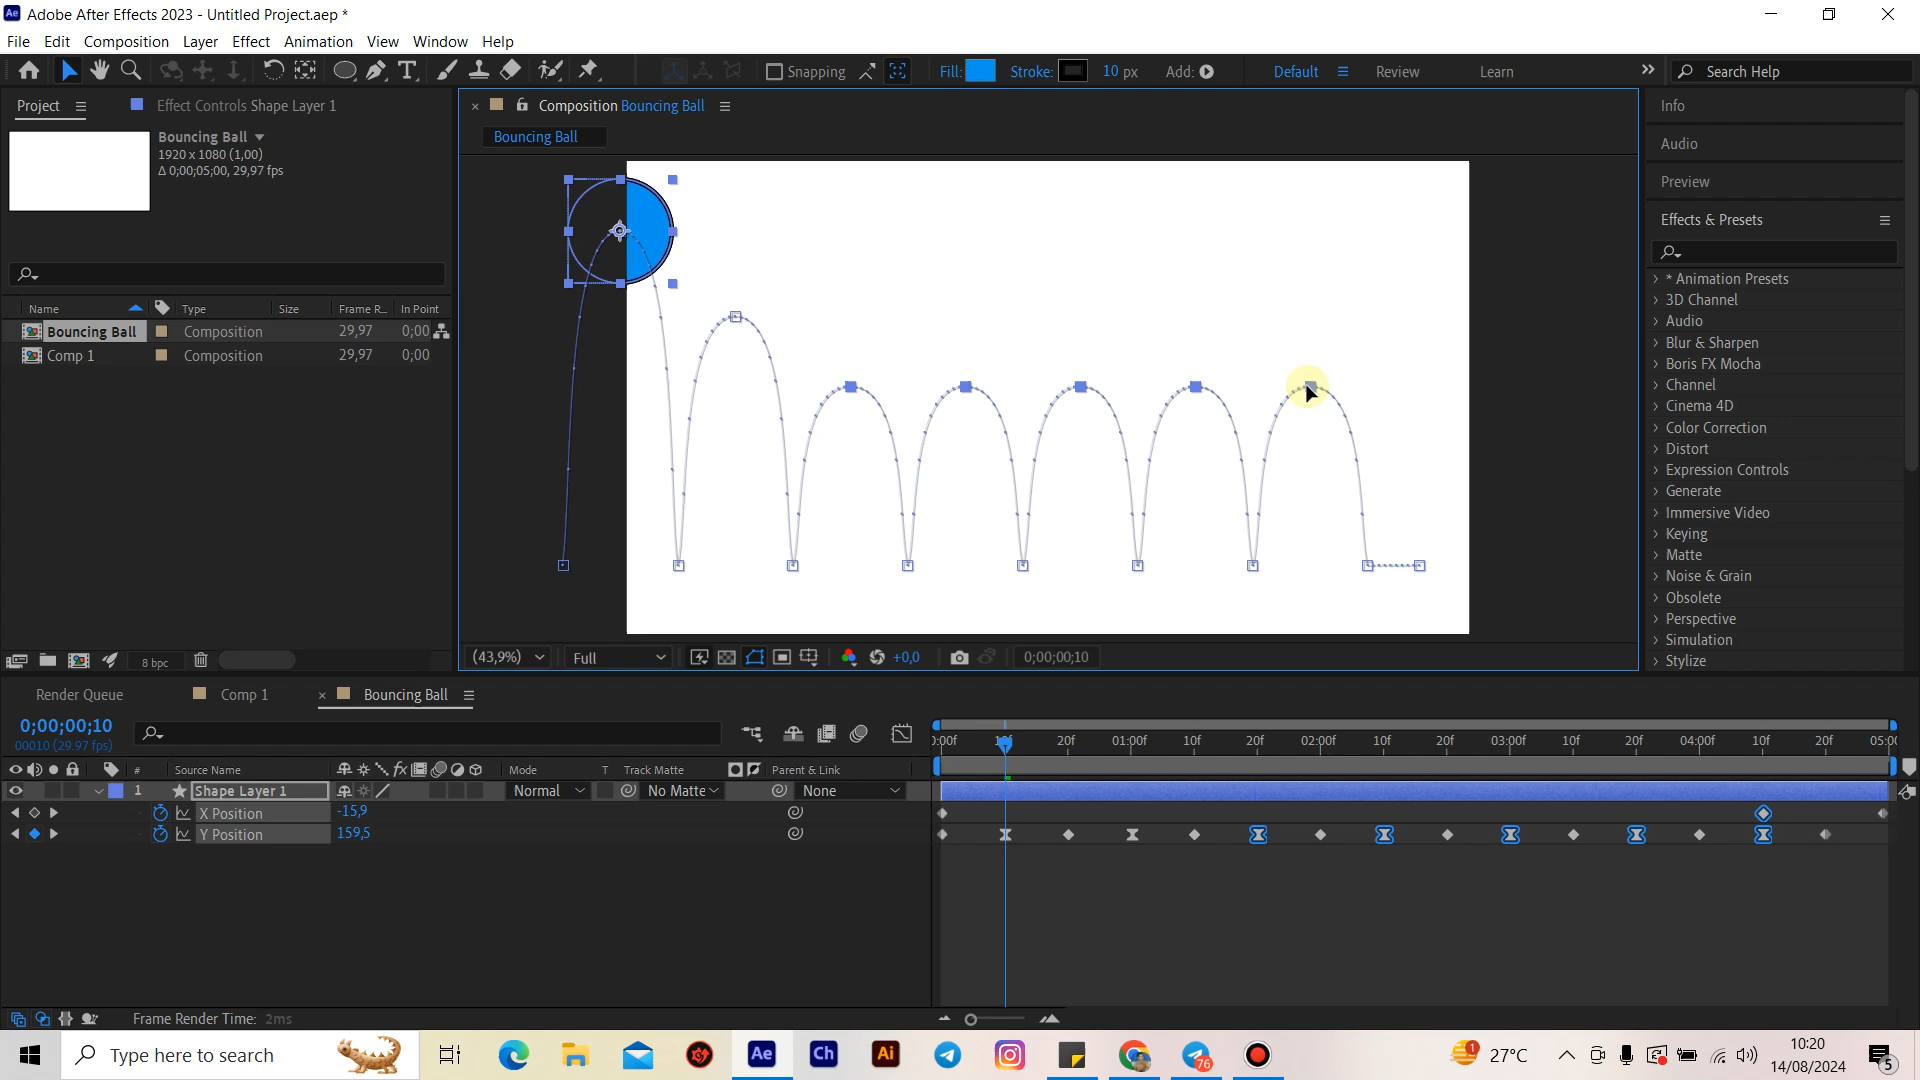 Ae Adobe After Effects 2023 - Untitled Project.aep *
File Edit Composition Layer Effect Animation View Window Help
Snapping Fill: Stroke: 10 px Add: Default Review Learn Search Help
Project Effect Controls Shape Layer 1
Bouncing Ball
1920 x 1080 (1,00)
Δ 0;00;05;00, 29,97 fps
Name Type Size Frame R... In Point
Bouncing Ball Composition 29,97 0;00
Comp 1 Composition 29,97 0;00
8 bpc
Composition Bouncing Ball
Bouncing Ball
(43,9%) Full +0,0 0;00;00;10
Info
Audio
Preview
Effects & Presets
* Animation Presets
3D Channel
Audio
Blur & Sharpen
Boris FX Mocha
Channel
Cinema 4D
Color Correction
Distort
Expression Controls
Generate
Immersive Video
Keying
Matte
Noise & Grain
Obsolete
Perspective
Simulation
Stylize
Render Queue Comp 1 Bouncing Ball
0;00;00;10
00010 (29.97 fps)
20f 01:00f 10f 20f 02:00f 10f 20f 03:00f 10f 20f 04:00f 10f 20f
# Source Name Mode T Track Matte Parent & Link
1 Shape Layer 1 Normal No Matte None
X Position -15,9
Y Position 159,5
Frame Render Time: 2ms
Type here to search Ae Ch Ai 76 1 27°C 10:20
14/08/2024 5